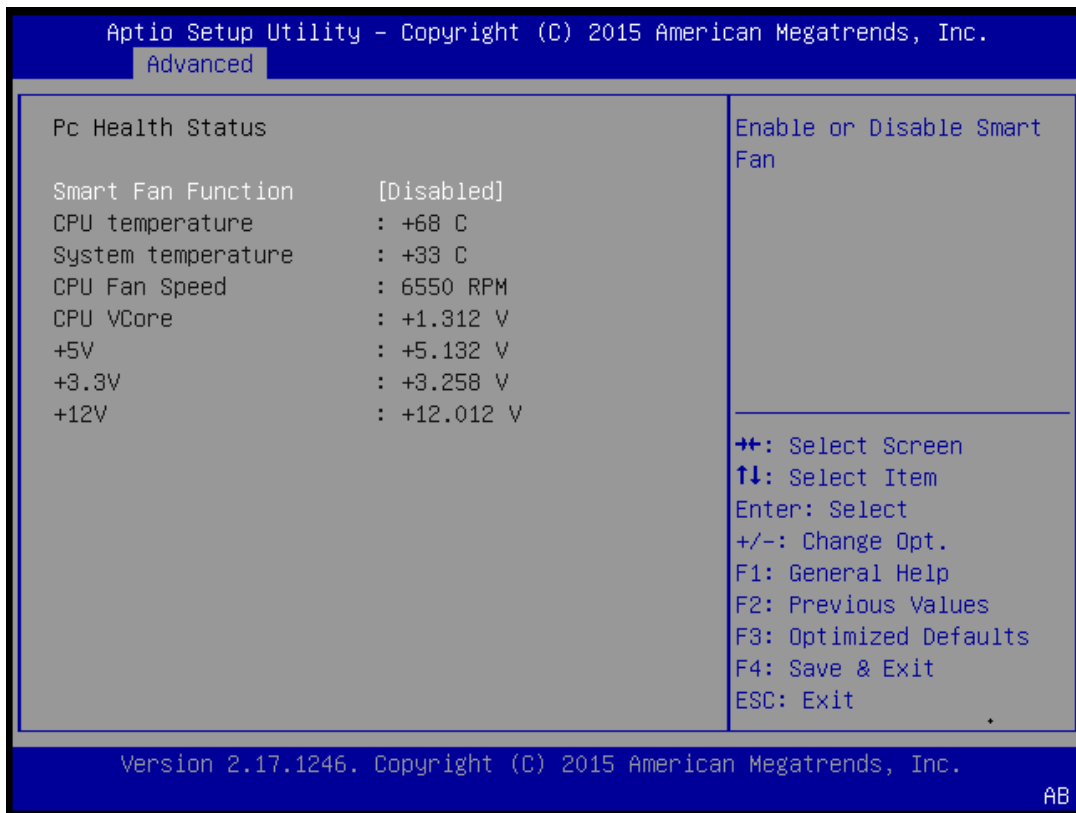 Aptio Setup Utility – Copyright (C) 2015 American Megatrends, Inc.
Advanced
Pc Health Status
Smart Fan Function [Disabled]
CPU temperature : +68 C
System temperature : +33 C
CPU Fan Speed : 6550 RPM
CPU VCore : +1.312 V
+5V : +5.132 V
+3.3V : +3.258 V
+12V : +12.012 V
Enable or Disable Smart
Fan
→←: Select Screen
↑↓: Select Item
Enter: Select
+/-: Change Opt.
F1: General Help
F2: Previous Values
F3: Optimized Defaults
F4: Save & Exit
ESC: Exit
Version 2.17.1246. Copyright (C) 2015 American Megatrends, Inc.
AB